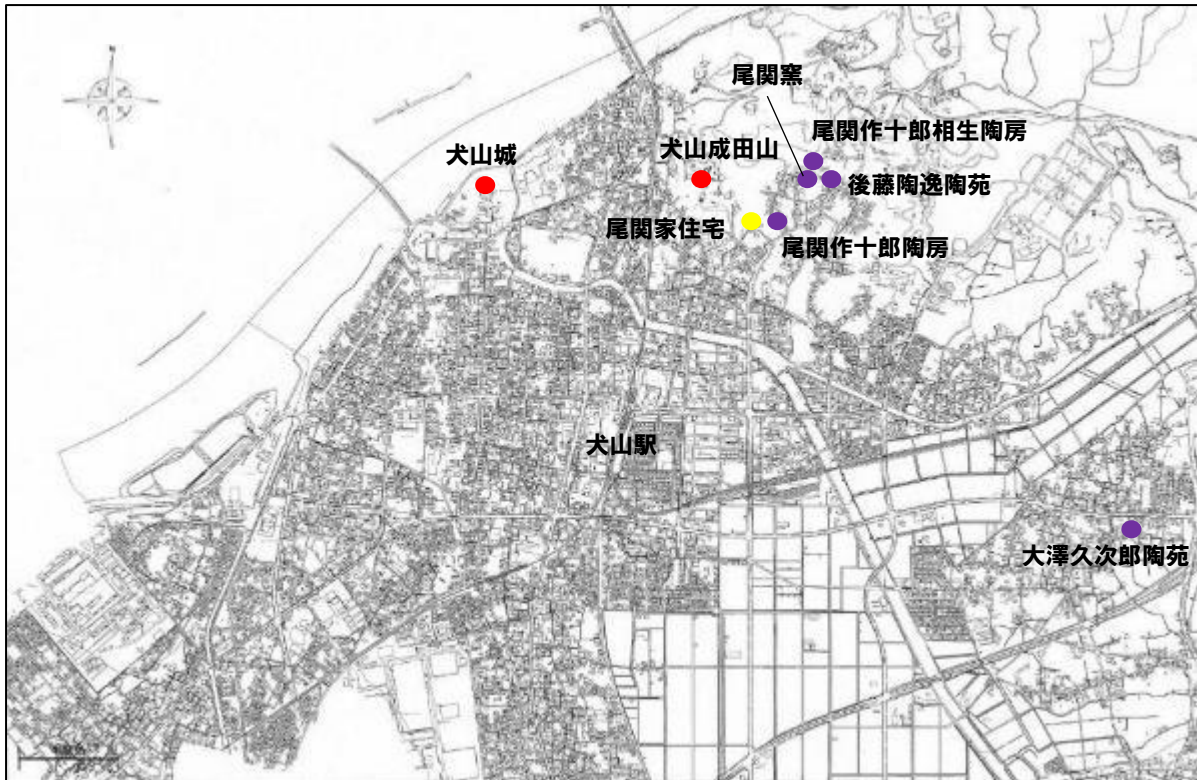 尾関窯
尾関作十郎相生陶房
犬山城
犬山成田山
後藤陶逸陶苑
尾関家住宅
尾関作十郎陶房
犬山駅
大澤久次郎陶苑